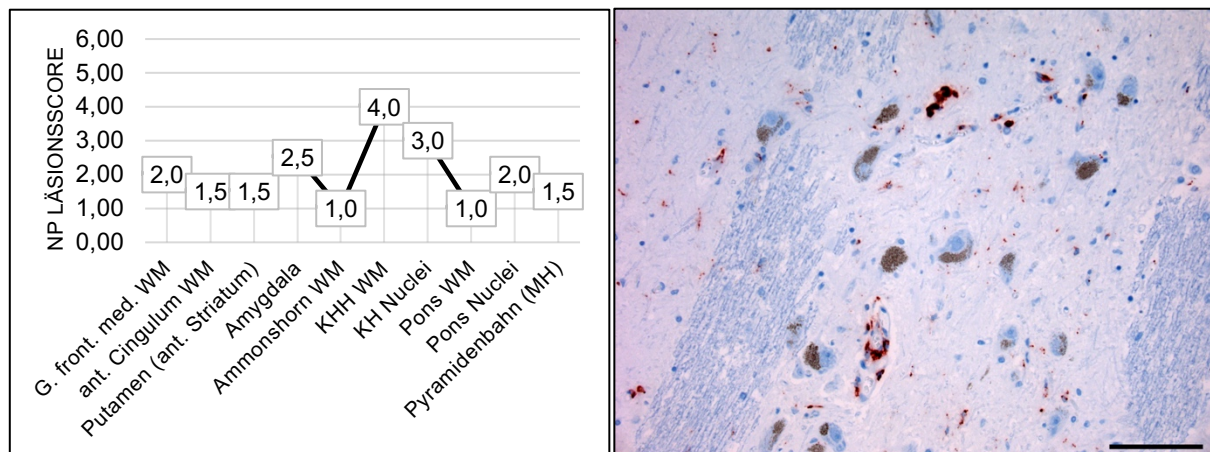 6,00
5,00
4,00
3,00
2,00
1,00
0,00
NP LÄSIONSSCORE
2,0
1,5
1,5
2,5
1,0
4,0
3,0
1,0
2,0
1,5
G. front. med. WM
ant. Cingulum WM
Putamen (ant. Striatum)
Amygdala
Ammonshorn WM
KHH WM
KH Nuclei
Pons WM
Pons Nuclei
Pyramidenbahn (MH)